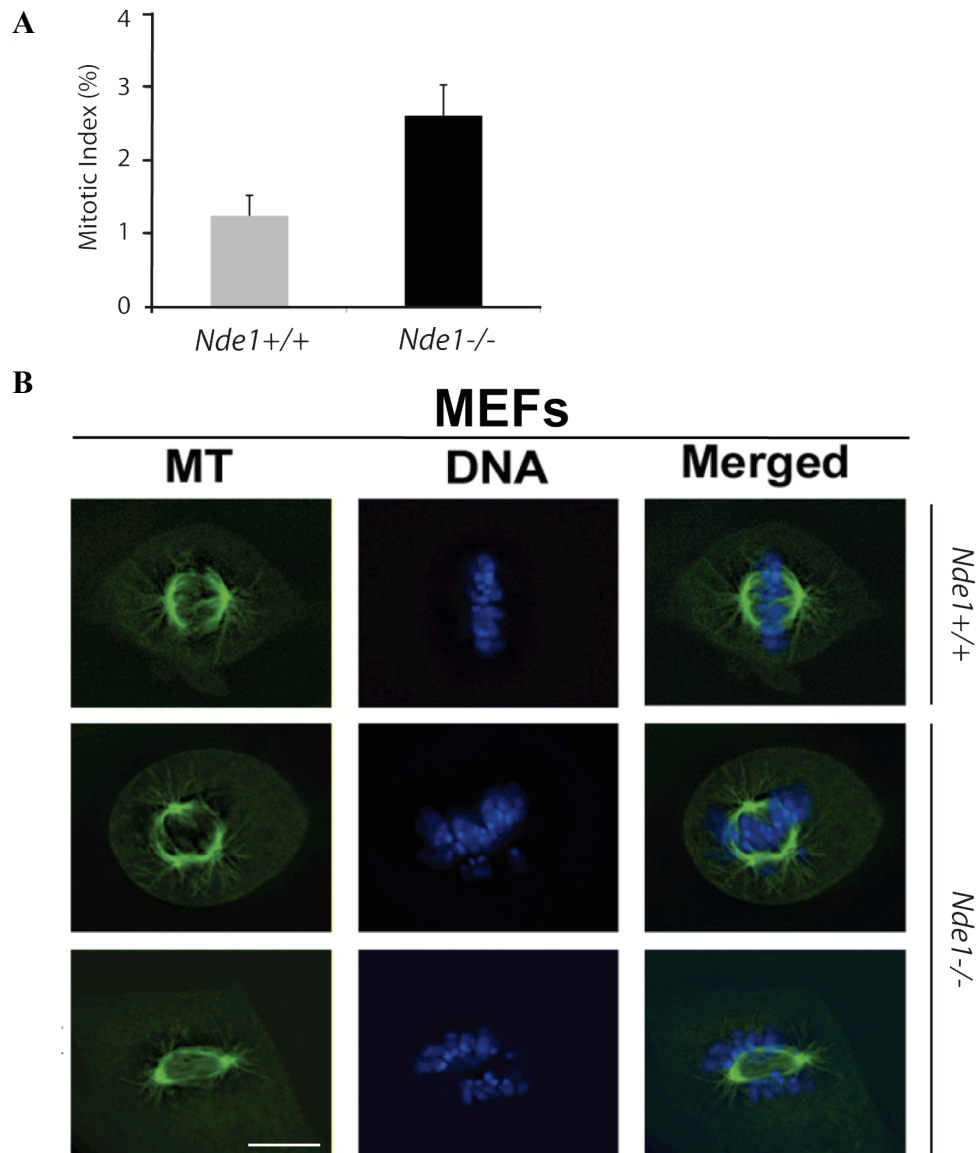 A
Mitotic Index (%)
4
3
2
1
0
Nde1+/+ Nde1-/-
B
MEFs
MT DNA Merged
Nde1+/+
Nde1-/-